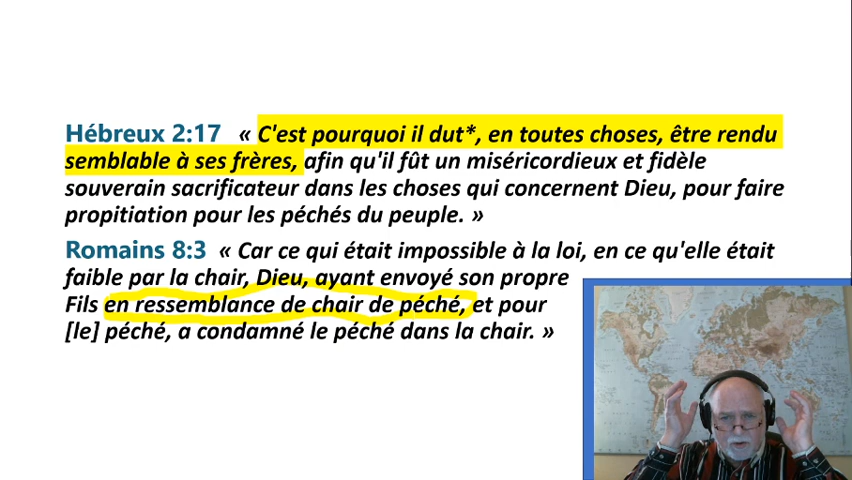 Hébreux 2:17 « C'est pourquoi il dut*, en toutes choses, être rendu
semblable à ses frères, afin qu'il fût un miséricordieux et fidèle
souverain sacrificateur dans les choses qui concernent Dieu, pour faire
propitiation pour les péchés du peuple. »
Romains 8:3 « Car ce qui était impossible à la loi, en ce qu'elle était
faible par la chair, Dieu, ayant envoyé son propre
Fils en ressemblance de chair de péché, et pour
[le] péché, a condamné le péché dans la chair. »